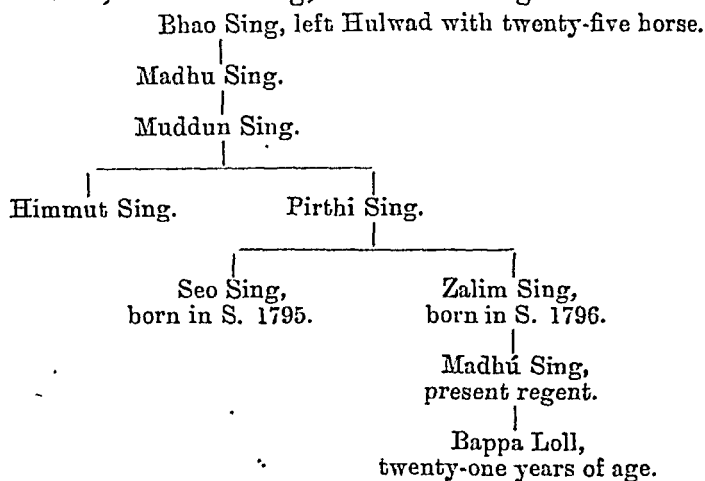 Bhao Sing, left Hulwad with twenty-five horse.
Madhu Sing.
Muddun Sing.
Himmut Sing. Pirthi Sing.
Seo Sing, Zalim Sing,
born in S. 1795. born in S. 1796.
Madhú Sing,
present regent.
Bappa Loll,
twenty-one years of age.